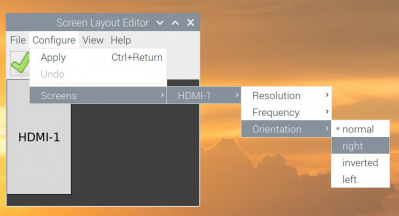 Screen Layout Editor
File Configure View Help
Apply Ctrl+Return
Undo
Screens HDMI-1 Resolution
Frequency
Orientation • normal
right
inverted
left
HDMI-1